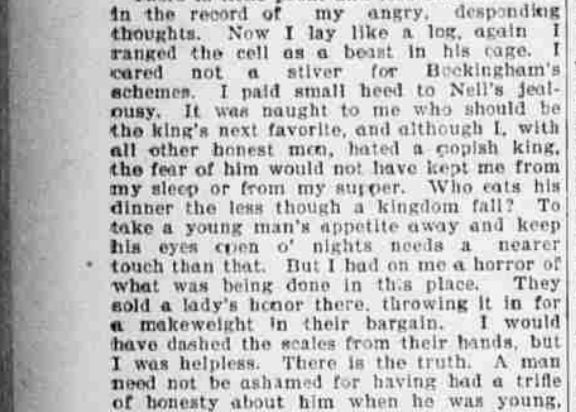 in the record of my angry, desponding
thoughts. Now I lay like a log, again I
ranged the cell as a beast in his cage. I
cared not a stiver for Buckingham's
schemes. I paid small heed to Nell's jeal-
ousy. It was naught to me who should be
the king's next favorite, and although I, with
all other honest men, hated a popish king,
the fear of him would not have kept me from
my sleep or from my supper. Who eats his
dinner the less though a kingdom fall? To
take a young man's appetite away and keep
his eyes open o' nights needs a nearer
touch than that. But I had on me a horror of
what was being done in this place. They
sold a lady's honor there, throwing it in for
a makeweight in their bargain. I would
have dashed the scales from their hands, but
I was helpless. There is the truth. A man
need not be ashamed for having had a trifle
of honesty about him when he was young,